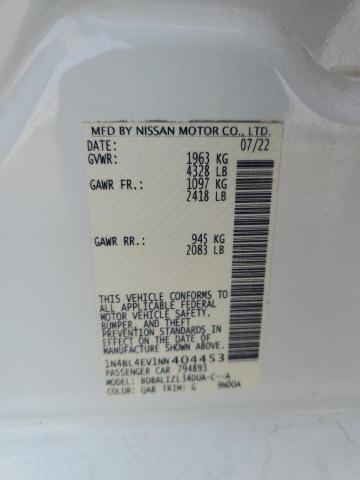 MFD BY NISSAN MOTOR CO., LTD.
DATE: 07/22
GVWR: 1963 KG
4328 LB
GAWR FR.: 1097 KG
2418 LB
GAWR RR.: 945 KG
2083 LB
THIS VEHICLE CONFORMS TO
ALL APPLICABLE FEDERAL
MOTOR VEHICLE SAFETY,
BUMPER, AND THEFT
PREVENTION STANDARDS
IN EFFECT ON THE DATE OF
MANUFACTURE SHOWN ABOVE.
1N4BL4EV1NN404453
PASSENGER CAR 794893
MODEL: BDBALIZL34DUA-C--A
COLOR: QAB TRIM: G 9N00A